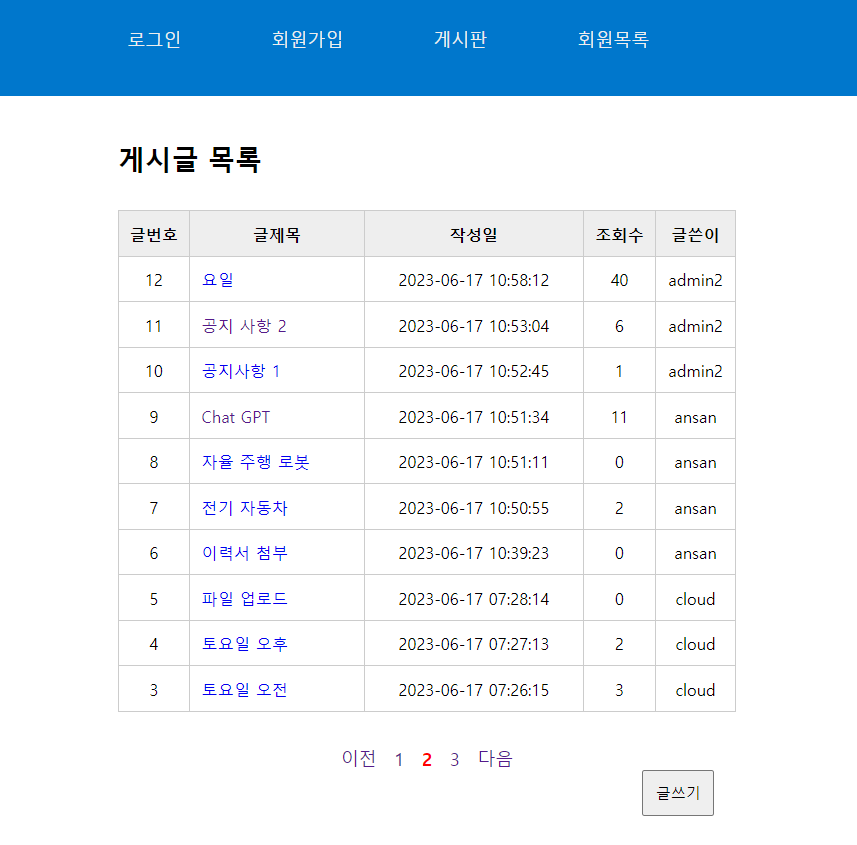 로그인 회원가입 게시판 회원목록
게시글 목록
글번호 글제목 작성일 조회수 글쓴이
12 요일 2023-06-17 10:58:12 40 admin2
11 공지 사항 2 2023-06-17 10:53:04 6 admin2
10 공지사항 1 2023-06-17 10:52:45 1 admin2
9 Chat GPT 2023-06-17 10:51:34 11 ansan
8 자율 주행 로봇 2023-06-17 10:51:11 0 ansan
7 전기 자동차 2023-06-17 10:50:55 2 ansan
6 이력서 첨부 2023-06-17 10:39:23 0 ansan
5 파일 업로드 2023-06-17 07:28:14 0 cloud
4 토요일 오후 2023-06-17 07:27:13 2 cloud
3 토요일 오전 2023-06-17 07:26:15 3 cloud
이전 1 2 3 다음
글쓰기